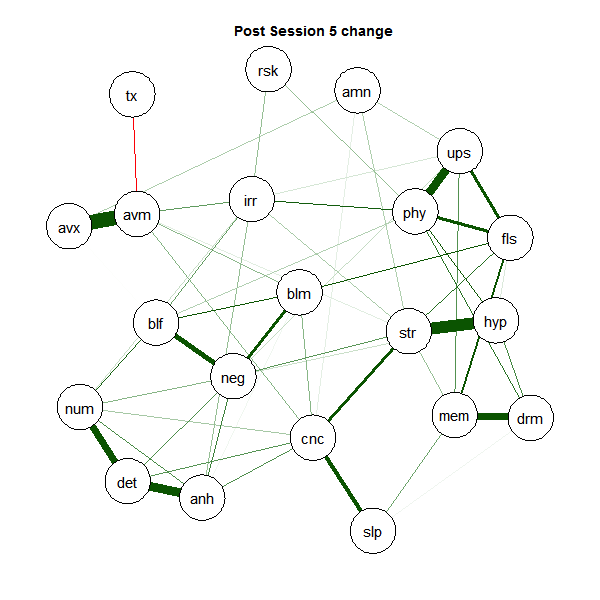 Post Session 5 change
rsk
tx
amn
ups
irr
phy
avx
avm
fls
blm
blf
str
hyp
neg
num
mem
drm
cnc
det
anh
slp